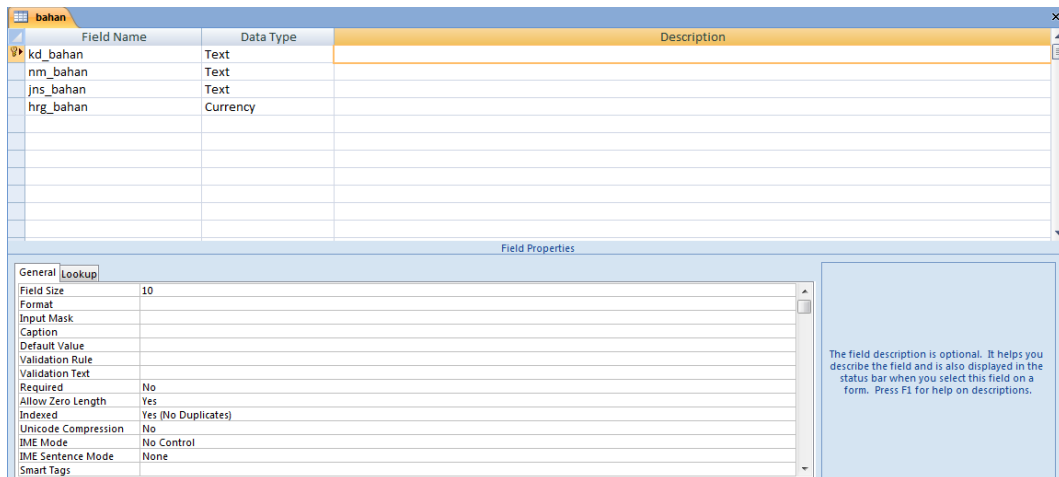 bahan
Field Name Data Type Description
kd_bahan Text
nm_bahan Text
jns_bahan Text
hrg_bahan Currency
Field Properties
General Lookup
Field Size 10
Format
Input Mask
Caption
Default Value
Validation Rule
Validation Text
Required No
Allow Zero Length Yes
Indexed Yes (No Duplicates)
Unicode Compression No
IME Mode No Control
IME Sentence Mode None
Smart Tags
The field description is optional. It helps you
describe the field and is also displayed in the
status bar when you select this field on a
form. Press F1 for help on descriptions.